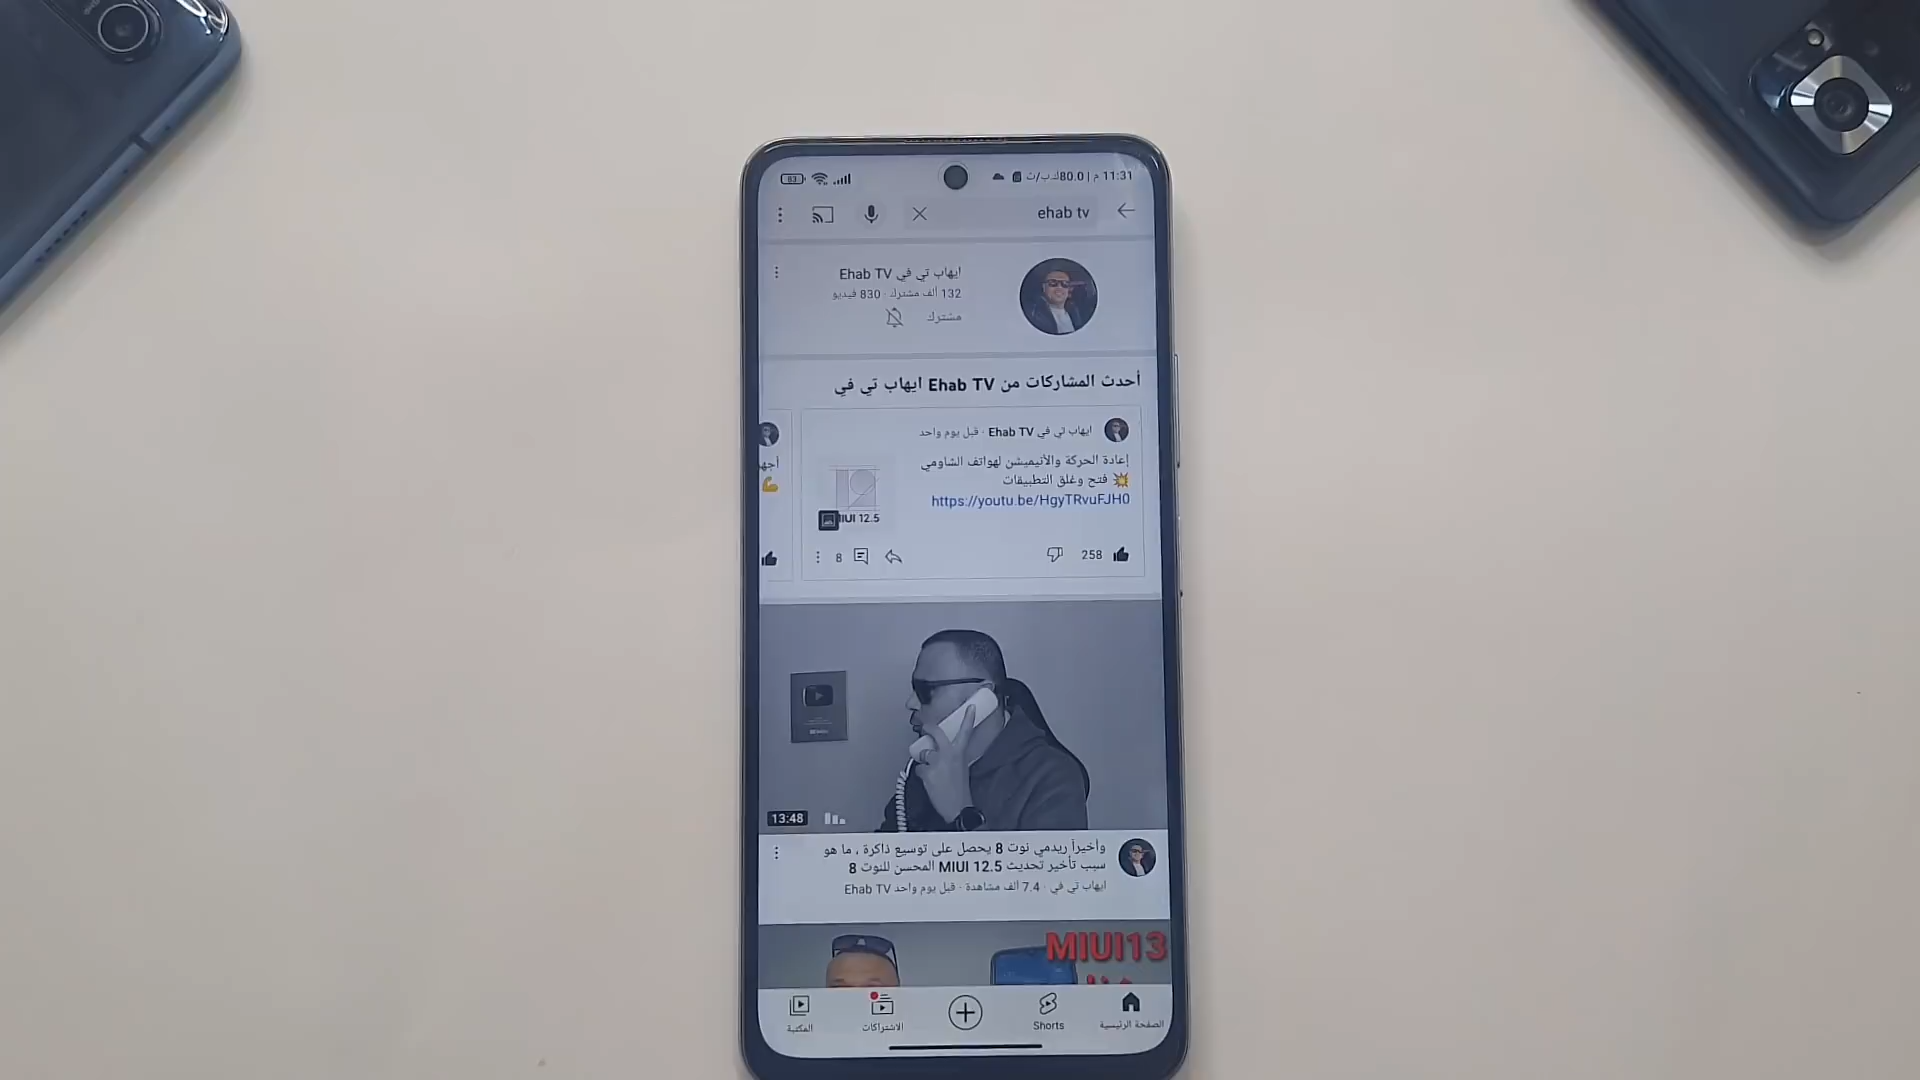 83 80.0ك.ب/ث | م 11:31
ehab tv
ايهاب تي في Ehab TV
132 ألف مشترك · 830 فيديو
مشترك
أحدث المشاركات من Ehab TV ايهاب تي في
ايهاب تي في Ehab TV · قبل يوم واحد
إعادة الحركة والأنيميشن لهواتف الشاومي
💥 فتح وغلق التطبيقات
https://youtu.be/HgyTRvuFJH0
MIUI 12.5
258
8
أجهز
💪
13:48
وأخيراً ريدمي نوت 8 يحصل على توسيع ذاكرة ، ما هو
سبب تأخير تحديث MIUI 12.5 المحسن للنوت 8
ايهاب تي في Ehab TV · 7.4 ألف مشاهدة · قبل يوم واحد
MIUI13
الصفحة الرئيسية
Shorts
الاشتراكات
المكتبة